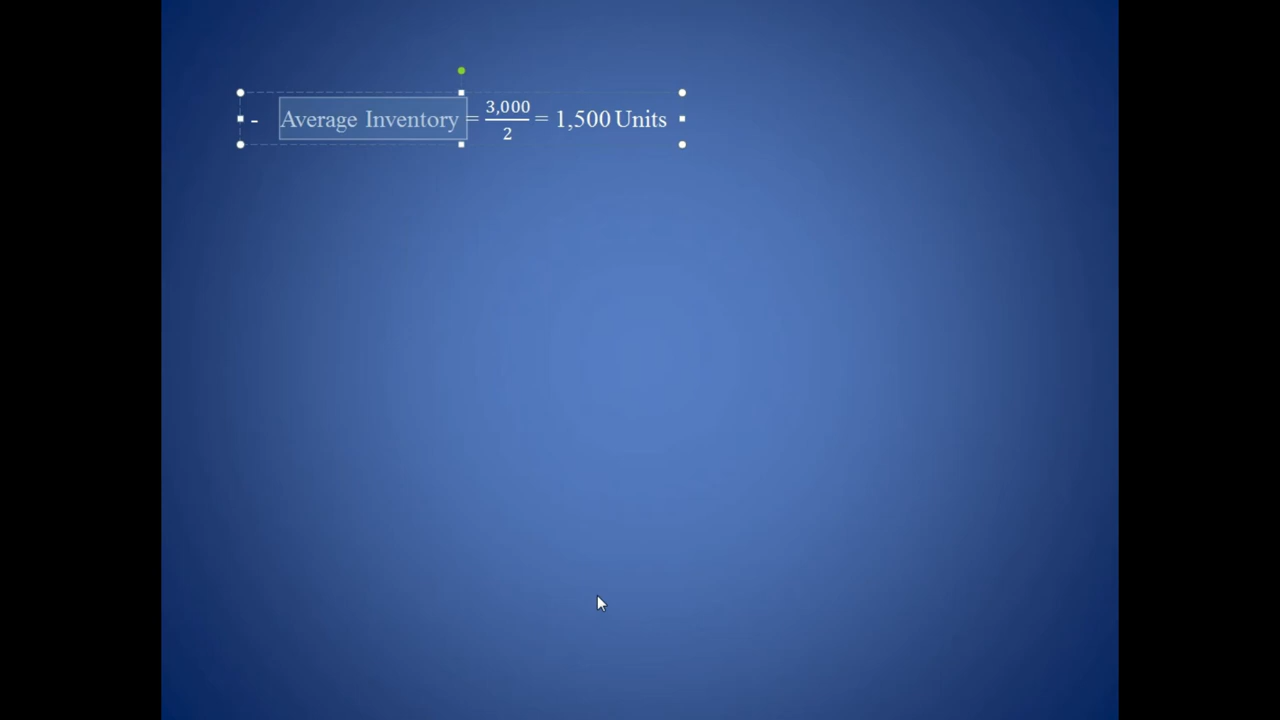 - Average Inventory = 3,000/2 = 1,500 Units